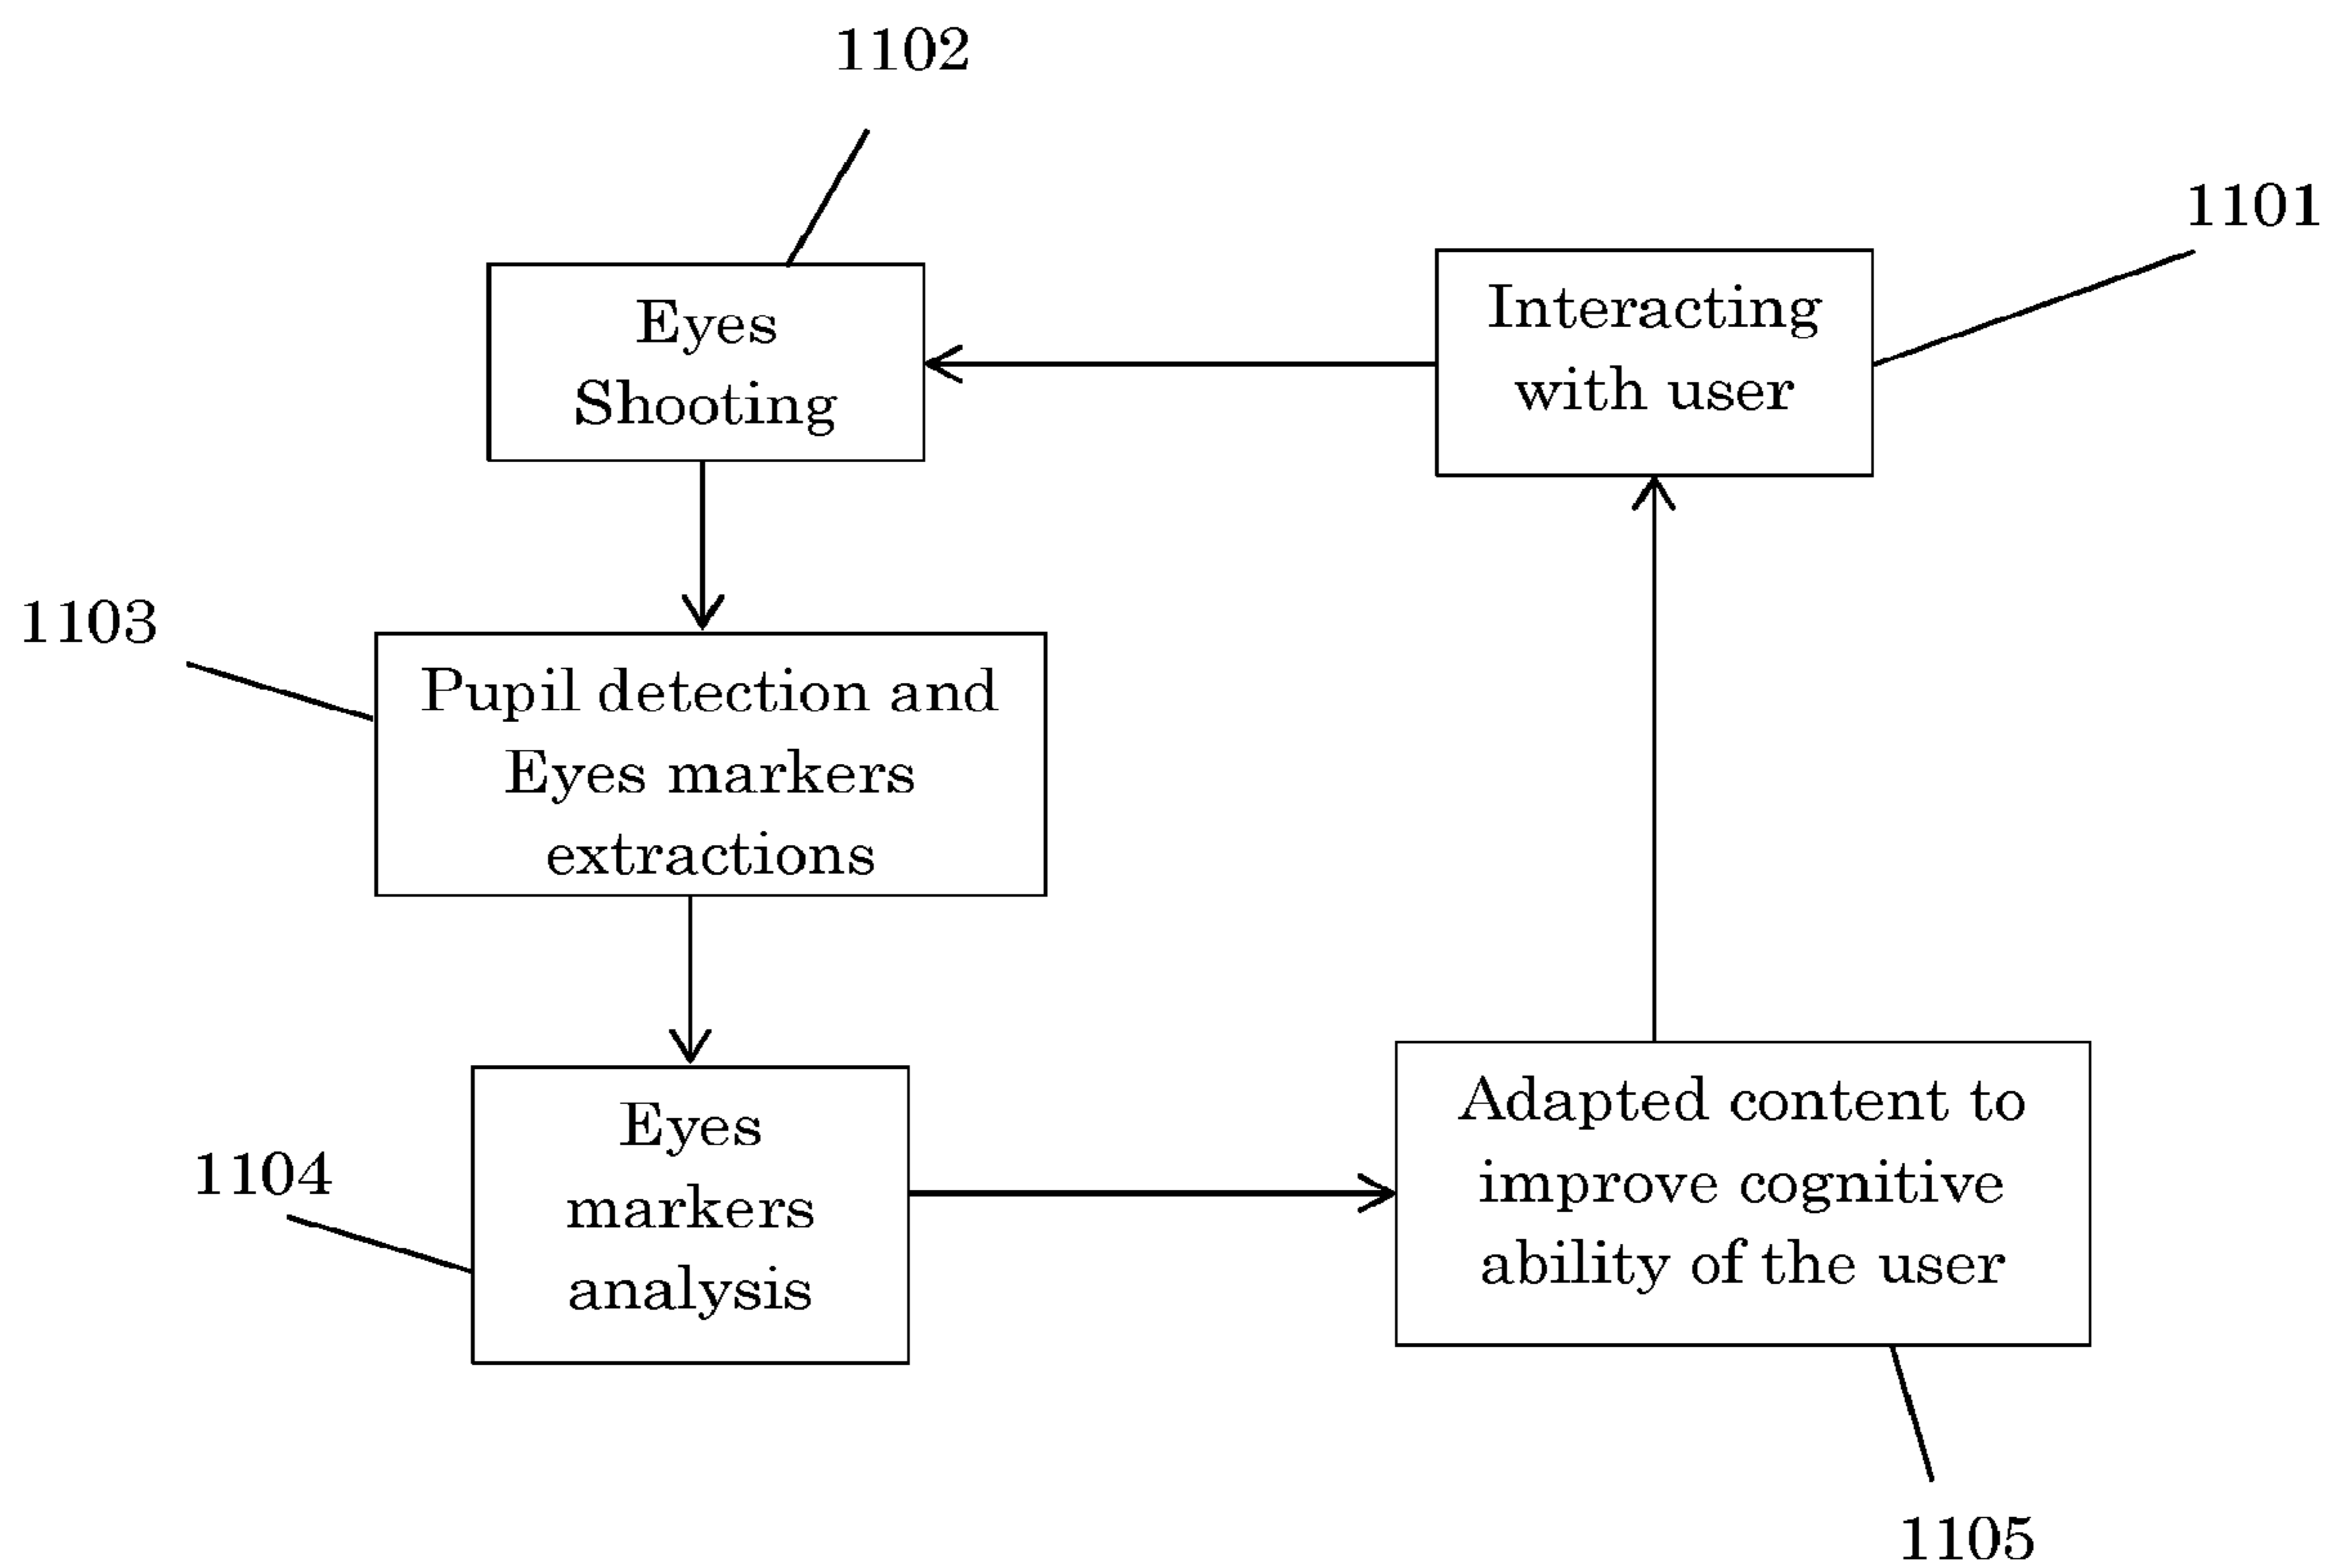 1102
1101
Eyes
Shooting
Interacting
with user
1103
Pupil detection and
Eyes markers
extractions
1104
Eyes
markers
analysis
Adapted content to
improve cognitive
ability of the user
1105